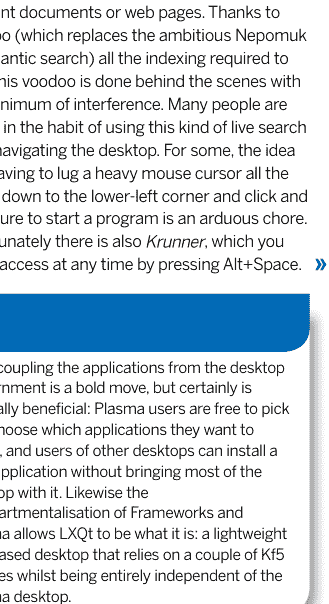 nt documents or web pages. Thanks to
oo (which replaces the ambitious Nepomuk
antic search) all the indexing required to
his voodoo is done behind the scenes with
nimum of interference. Many people are
in the habit of using this kind of live search
navigating the desktop. For some, the idea
aving to lug a heavy mouse cursor all the
down to the lower-left corner and click and
ure to start a program is an arduous chore.
unately there is also Krunner, which you
access at any time by pressing Alt+Space. »
coupling the applications from the desktop
rnment is a bold move, but certainly is
ally beneficial: Plasma users are free to pick
hoose which applications they want to
, and users of other desktops can install a
pplication without bringing most of the
op with it. Likewise the
artmentalisation of Frameworks and
na allows LXQt to be what it is: a lightweight
ased desktop that relies on a couple of Kf5
es whilst being entirely independent of the
a desktop.